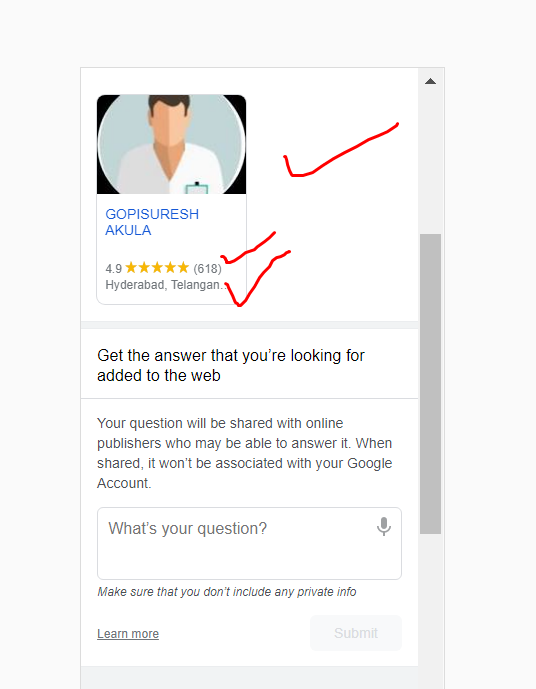 GOPISURESH
AKULA
4.9 ★★★★★ (618)
Hyderabad, Telangan...
Get the answer that you’re looking for
added to the web
Your question will be shared with online
publishers who may be able to answer it. When
shared, it won’t be associated with your Google
Account.
What’s your question?
Make sure that you don’t include any private info
Learn more
Submit